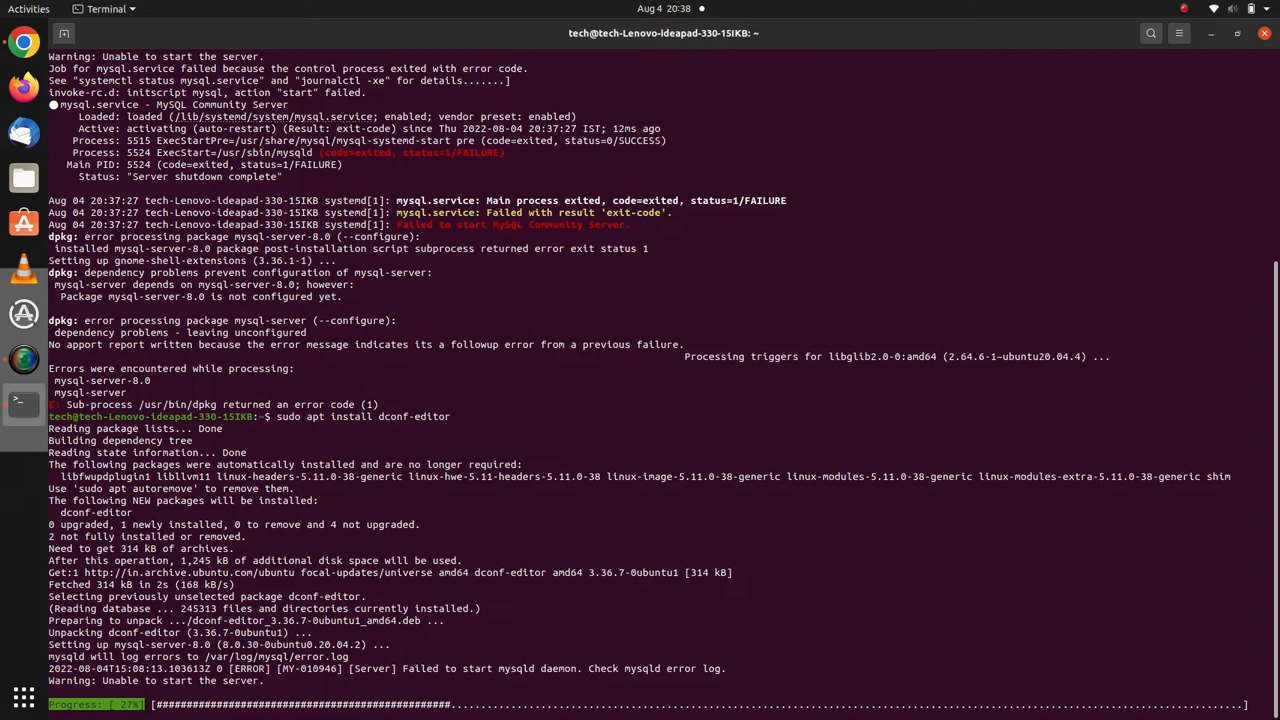 Activities
Terminal
Aug 4 20:38
tech@tech-Lenovo-ideapad-330-15IKB: ~
Warning: Unable to start the server.
Job for mysql.service failed because the control process exited with error code.
See "systemctl status mysql.service" and "journalctl -xe" for details.......]
invoke-rc.d: initscript mysql, action "start" failed.
mysql.service - MySQL Community Server
Loaded: loaded (/lib/systemd/system/mysql.service; enabled; vendor preset: enabled)
Active: activating (auto-restart) (Result: exit-code) since Thu 2022-08-04 20:37:27 IST; 12ms ago
Process: 5515 ExecStartPre=/usr/share/mysql/mysql-systemd-start pre (code=exited, status=0/SUCCESS)
Process: 5524 ExecStart=/usr/sbin/mysqld (code=exited, status=1/FAILURE)
Main PID: 5524 (code=exited, status=1/FAILURE)
Status: "Server shutdown complete"
Aug 04 20:37:27 tech-Lenovo-ideapad-330-15IKB systemd[1]: mysql.service: Main process exited, code=exited, status=1/FAILURE
Aug 04 20:37:27 tech-Lenovo-ideapad-330-15IKB systemd[1]: mysql.service: Failed with result 'exit-code'.
Aug 04 20:37:27 tech-Lenovo-ideapad-330-15IKB systemd[1]: Failed to start MySQL Community Server.
dpkg: error processing package mysql-server-8.0 (--configure):
installed mysql-server-8.0 package post-installation script subprocess returned error exit status 1
Setting up gnome-shell-extensions (3.36.1-1) ...
dpkg: dependency problems prevent configuration of mysql-server:
mysql-server depends on mysql-server-8.0; however:
Package mysql-server-8.0 is not configured yet.
dpkg: error processing package mysql-server (--configure):
dependency problems - leaving unconfigured
No apport report written because the error message indicates its a followup error from a previous failure.
Processing triggers for libglib2.0-0:amd64 (2.64.6-1~ubuntu20.04.4) ...
Errors were encountered while processing:
mysql-server-8.0
mysql-server
E: Sub-process /usr/bin/dpkg returned an error code (1)
tech@tech-Lenovo-ideapad-330-15IKB:~$ sudo apt install dconf-editor
Reading package lists... Done
Building dependency tree
Reading state information... Done
The following packages were automatically installed and are no longer required:
libfwupdplugin1 libllvm11 linux-headers-5.11.0-38-generic linux-hwe-5.11-headers-5.11.0-38 linux-image-5.11.0-38-generic linux-modules-5.11.0-38-generic linux-modules-extra-5.11.0-38-generic shim
Use 'sudo apt autoremove' to remove them.
The following NEW packages will be installed:
dconf-editor
0 upgraded, 1 newly installed, 0 to remove and 4 not upgraded.
2 not fully installed or removed.
Need to get 314 kB of archives.
After this operation, 1,245 kB of additional disk space will be used.
Get:1 http://in.archive.ubuntu.com/ubuntu focal-updates/universe amd64 dconf-editor amd64 3.36.7-0ubuntu1 [314 kB]
Fetched 314 kB in 2s (168 kB/s)
Selecting previously unselected package dconf-editor.
(Reading database ... 245313 files and directories currently installed.)
Preparing to unpack .../dconf-editor_3.36.7-0ubuntu1_amd64.deb ...
Unpacking dconf-editor (3.36.7-0ubuntu1) ...
Setting up mysql-server-8.0 (8.0.30-0ubuntu0.20.04.2) ...
mysqld will log errors to /var/log/mysql/error.log
2022-08-04T15:08:13.103613Z 0 [ERROR] [MY-010946] [Server] Failed to start mysqld daemon. Check mysqld error log.
Warning: Unable to start the server.
Progress: [ 27%]